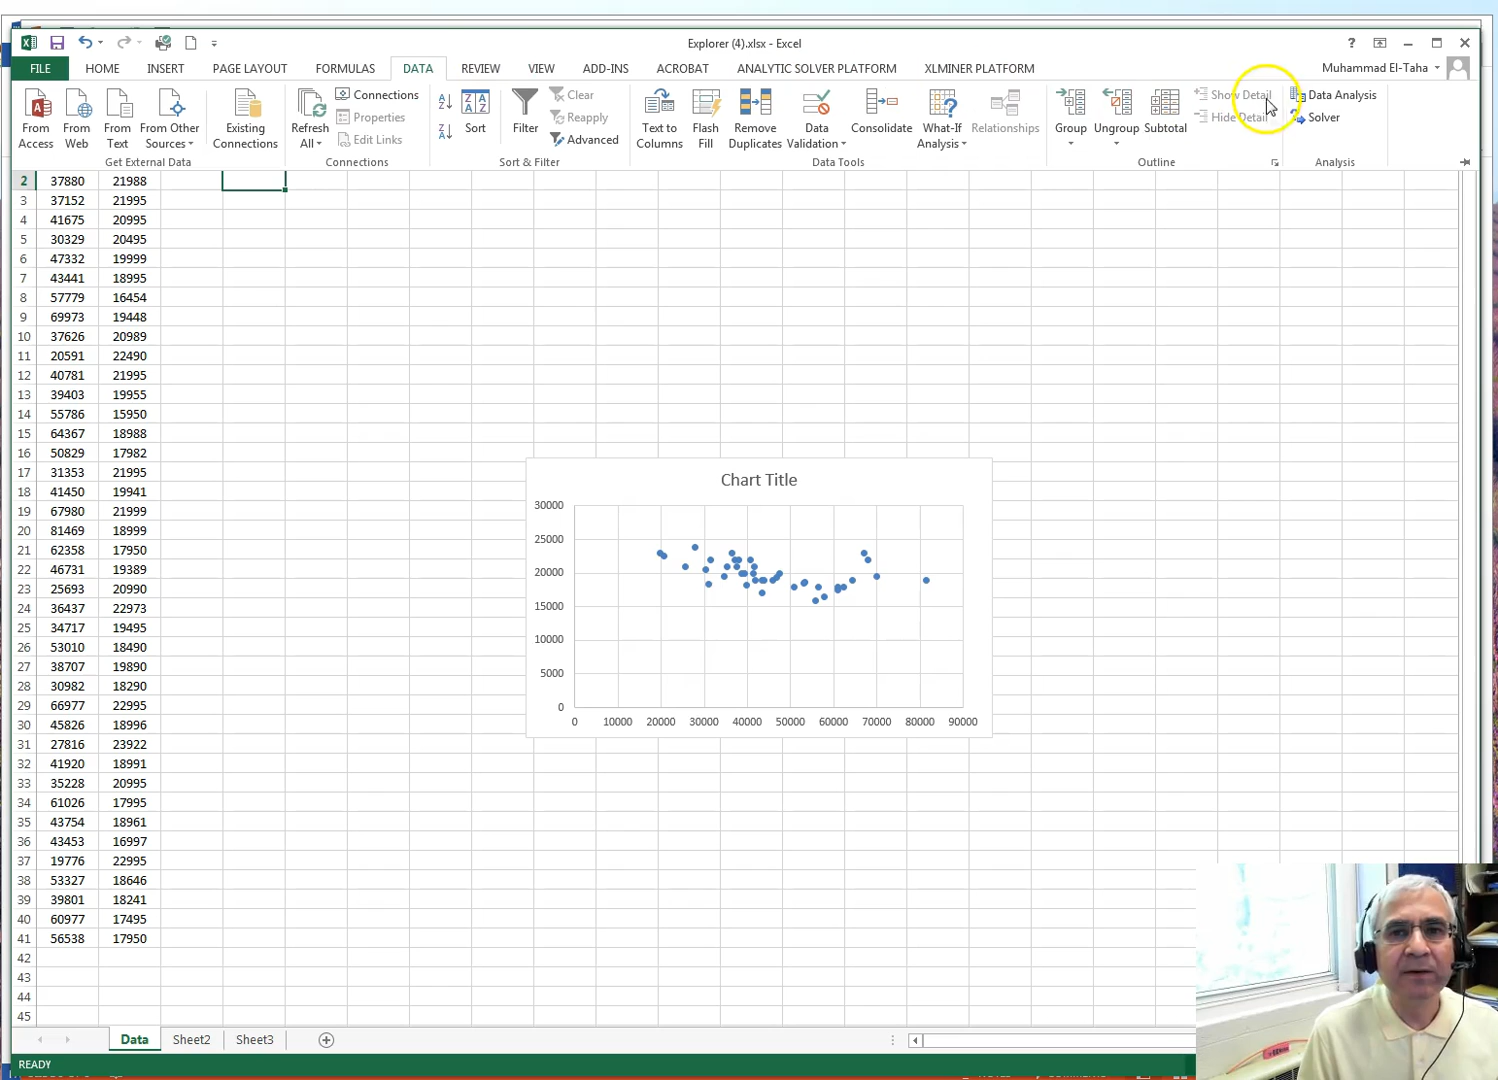 Explorer (4).xlsx - Excel
FILE HOME INSERT PAGE LAYOUT FORMULAS DATA REVIEW VIEW ADD-INS ACROBAT ANALYTIC SOLVER PLATFORM XLMINER PLATFORM Muhammad El-Taha
From Access
From Web
From Text
From Other Sources
Get External Data
Existing Connections
Refresh All
Connections
Properties
Edit Links
Connections
Sort
Filter
Clear
Reapply
Advanced
Sort & Filter
Text to Columns
Flash Fill
Remove Duplicates
Data Validation
Consolidate
What-If Analysis
Relationships
Data Tools
Group
Ungroup
Subtotal
Show Detail
Hide Detail
Outline
Data Analysis
Solver
Analysis
2 37880 21988
3 37152 21995
4 41675 20995
5 30329 20495
6 47332 19999
7 43441 18995
8 57779 16454
9 69973 19448
10 37626 20989
11 20591 22490
12 40781 21995
13 39403 19955
14 55786 15950
15 64367 18988
16 50829 17982
17 31353 21995
18 41450 19941
19 67980 21999
20 81469 18999
21 62358 17950
22 46731 19389
23 25693 20990
24 36437 22973
25 34717 19495
26 53010 18490
27 38707 19890
28 30982 18290
29 66977 22995
30 45826 18996
31 27816 23922
32 41920 18991
33 35228 20995
34 61026 17995
35 43754 18961
36 43453 16997
37 19776 22995
38 53327 18646
39 39801 18241
40 60977 17495
41 56538 17950
42
43
44
45
Chart Title
30000
25000
20000
15000
10000
5000
0
0 10000 20000 30000 40000 50000 60000 70000 80000 90000
Data Sheet2 Sheet3
READY